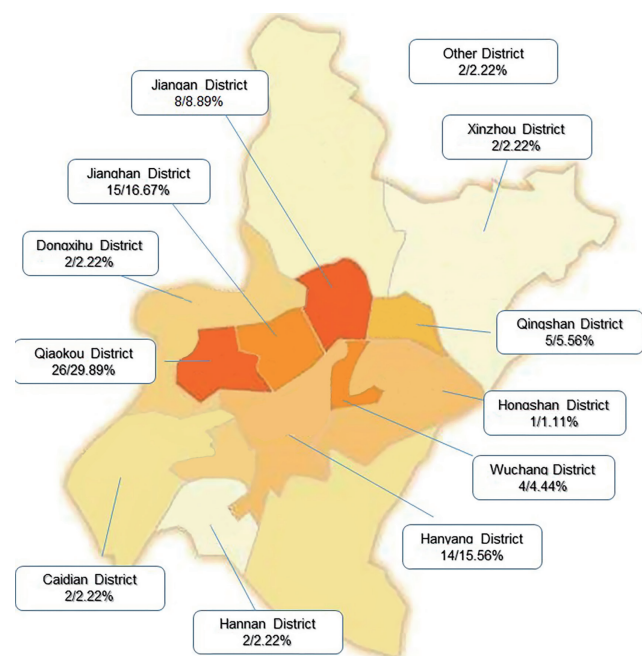 Other District
2/2.22%
Jiangan District
8/8.89%
Xinzhou District
2/2.22%
Jianghan District
15/16.67%
Dongxihu District
2/2.22%
Qingshan District
5/5.56%
Qiaokou District
26/29.89%
Hongshan District
1/1.11%
Wuchang District
4/4.44%
Hanyang District
14/15.56%
Caidian District
2/2.22%
Hannan District
2/2.22%